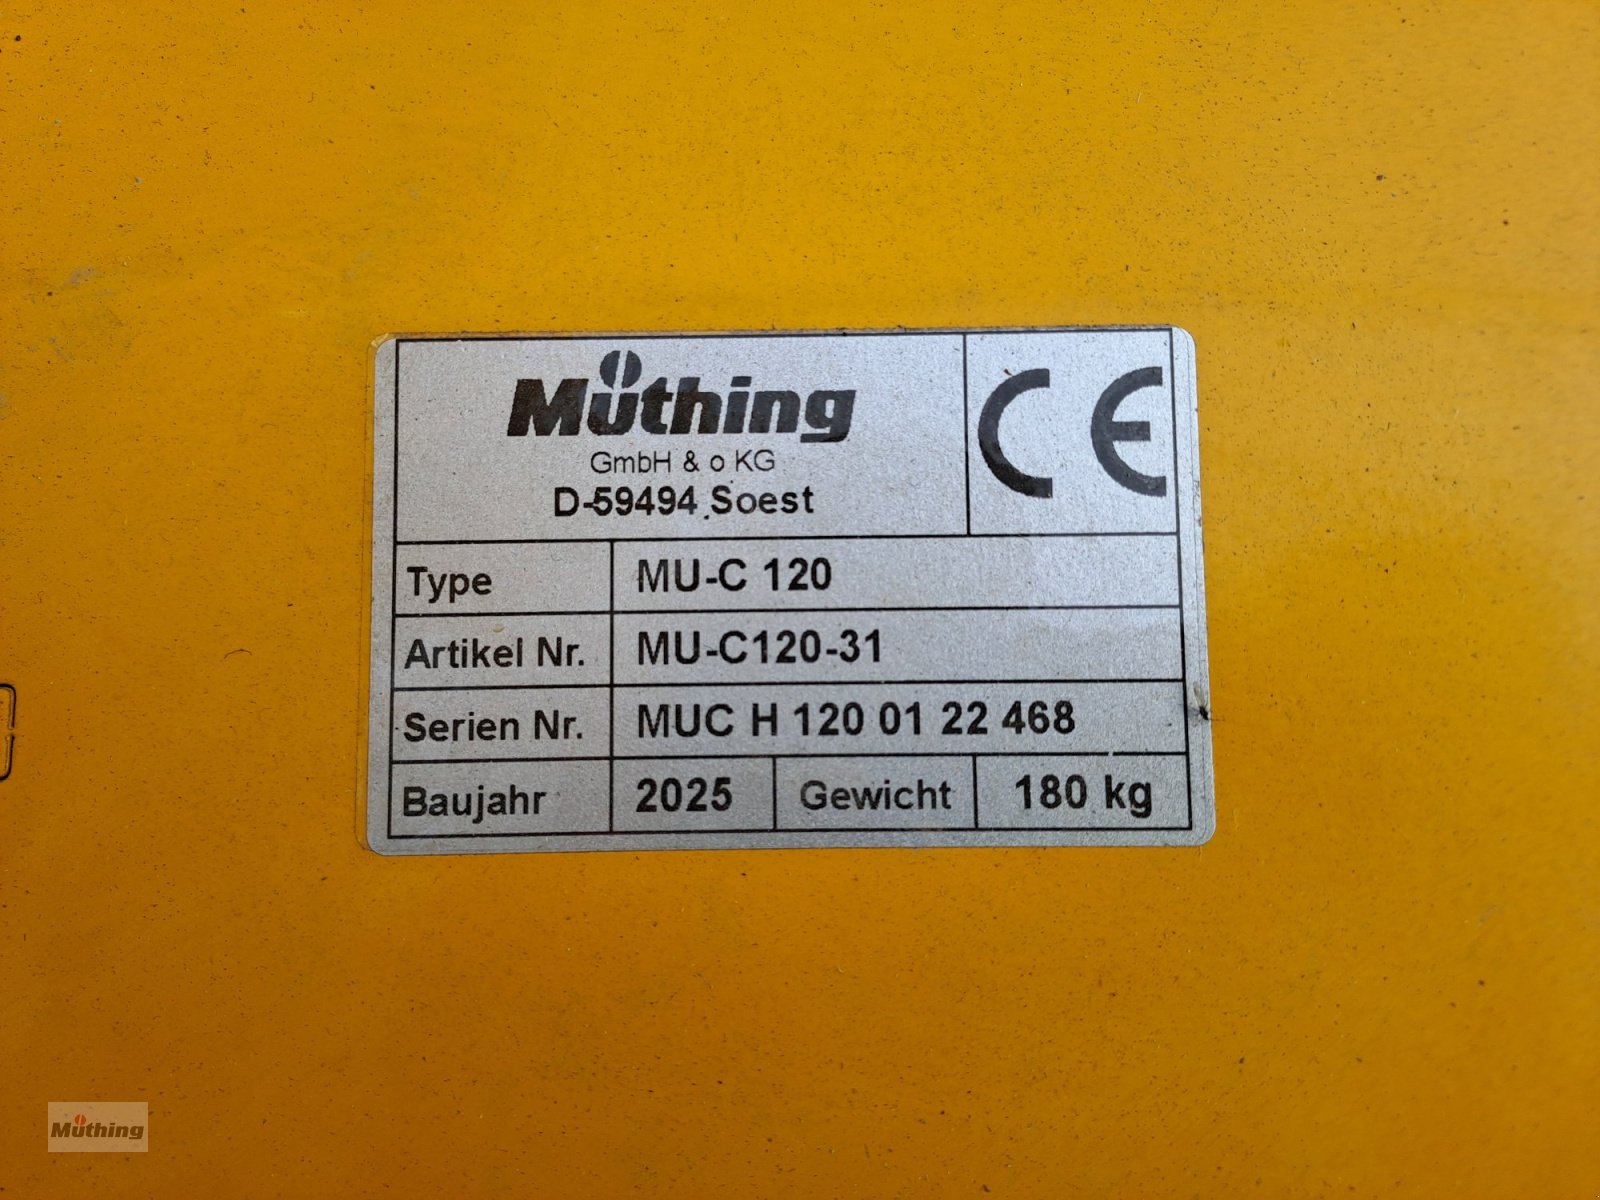 Müthing
GmbH & o KG
D-59494 Soest
CE
Type MU-C 120
Artikel Nr. MU-C120-31
Serien Nr. MUC H 120 01 22 468
Baujahr 2025 Gewicht 180 kg
Müthing